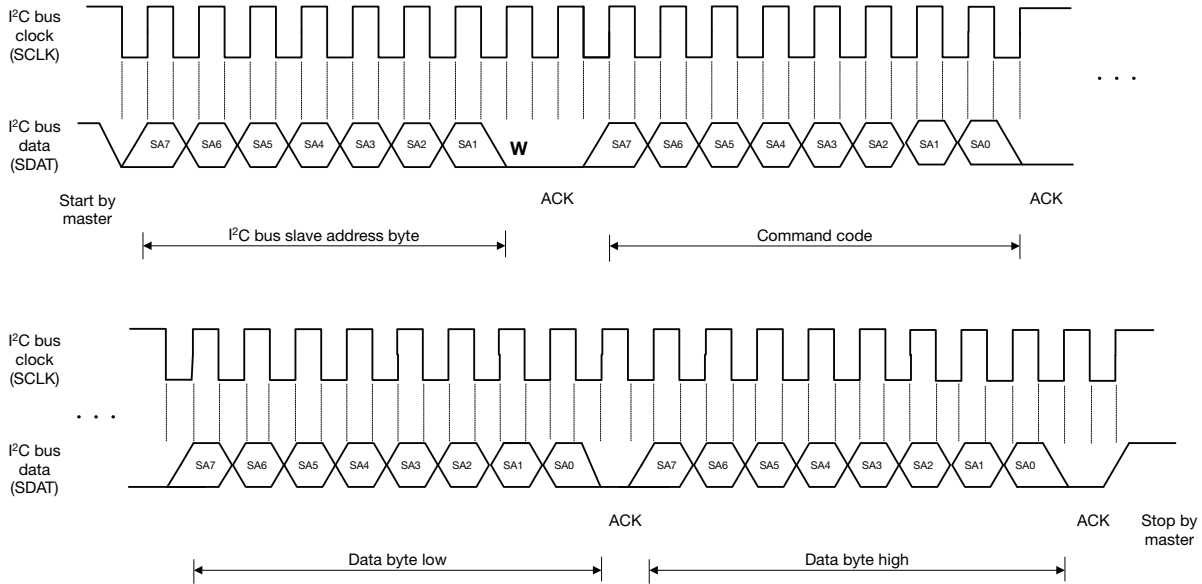 I²C bus
clock
(SCLK)
. . .
I²C bus
data
(SDAT)
SA7 SA6 SA5 SA4 SA3 SA2 SA1 W SA7 SA6 SA5 SA4 SA3 SA2 SA1 SA0
Start by
master
ACK ACK
I²C bus slave address byte Command code
I²C bus
clock
(SCLK)
. . .
I²C bus
data
(SDAT)
SA7 SA6 SA5 SA4 SA3 SA2 SA1 SA0 SA7 SA6 SA5 SA4 SA3 SA2 SA1 SA0
ACK ACK Stop by
master
Data byte low Data byte high